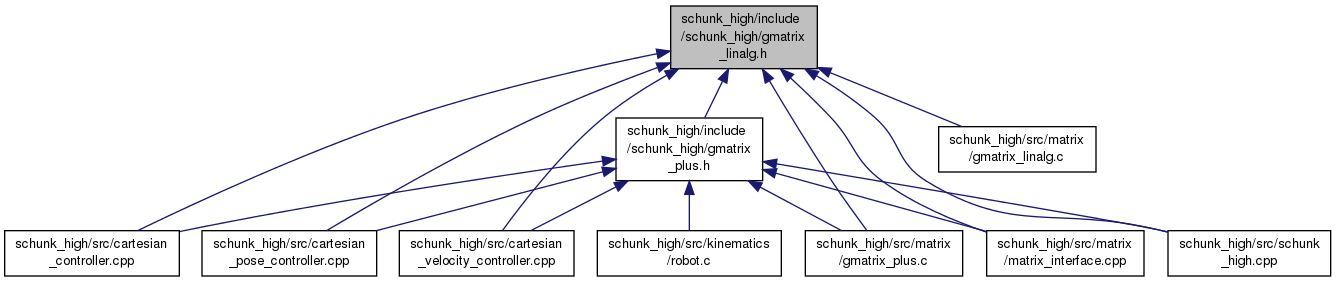 schunk_high/include
/schunk_high/gmatrix
_linalg.h
schunk_high/include
/schunk_high/gmatrix
_plus.h
schunk_high/src/matrix
/gmatrix_linalg.c
schunk_high/src/cartesian
_controller.cpp
schunk_high/src/cartesian
_pose_controller.cpp
schunk_high/src/cartesian
_velocity_controller.cpp
schunk_high/src/kinematics
/robot.c
schunk_high/src/matrix
/gmatrix_plus.c
schunk_high/src/matrix
/matrix_interface.cpp
schunk_high/src/schunk
_high.cpp